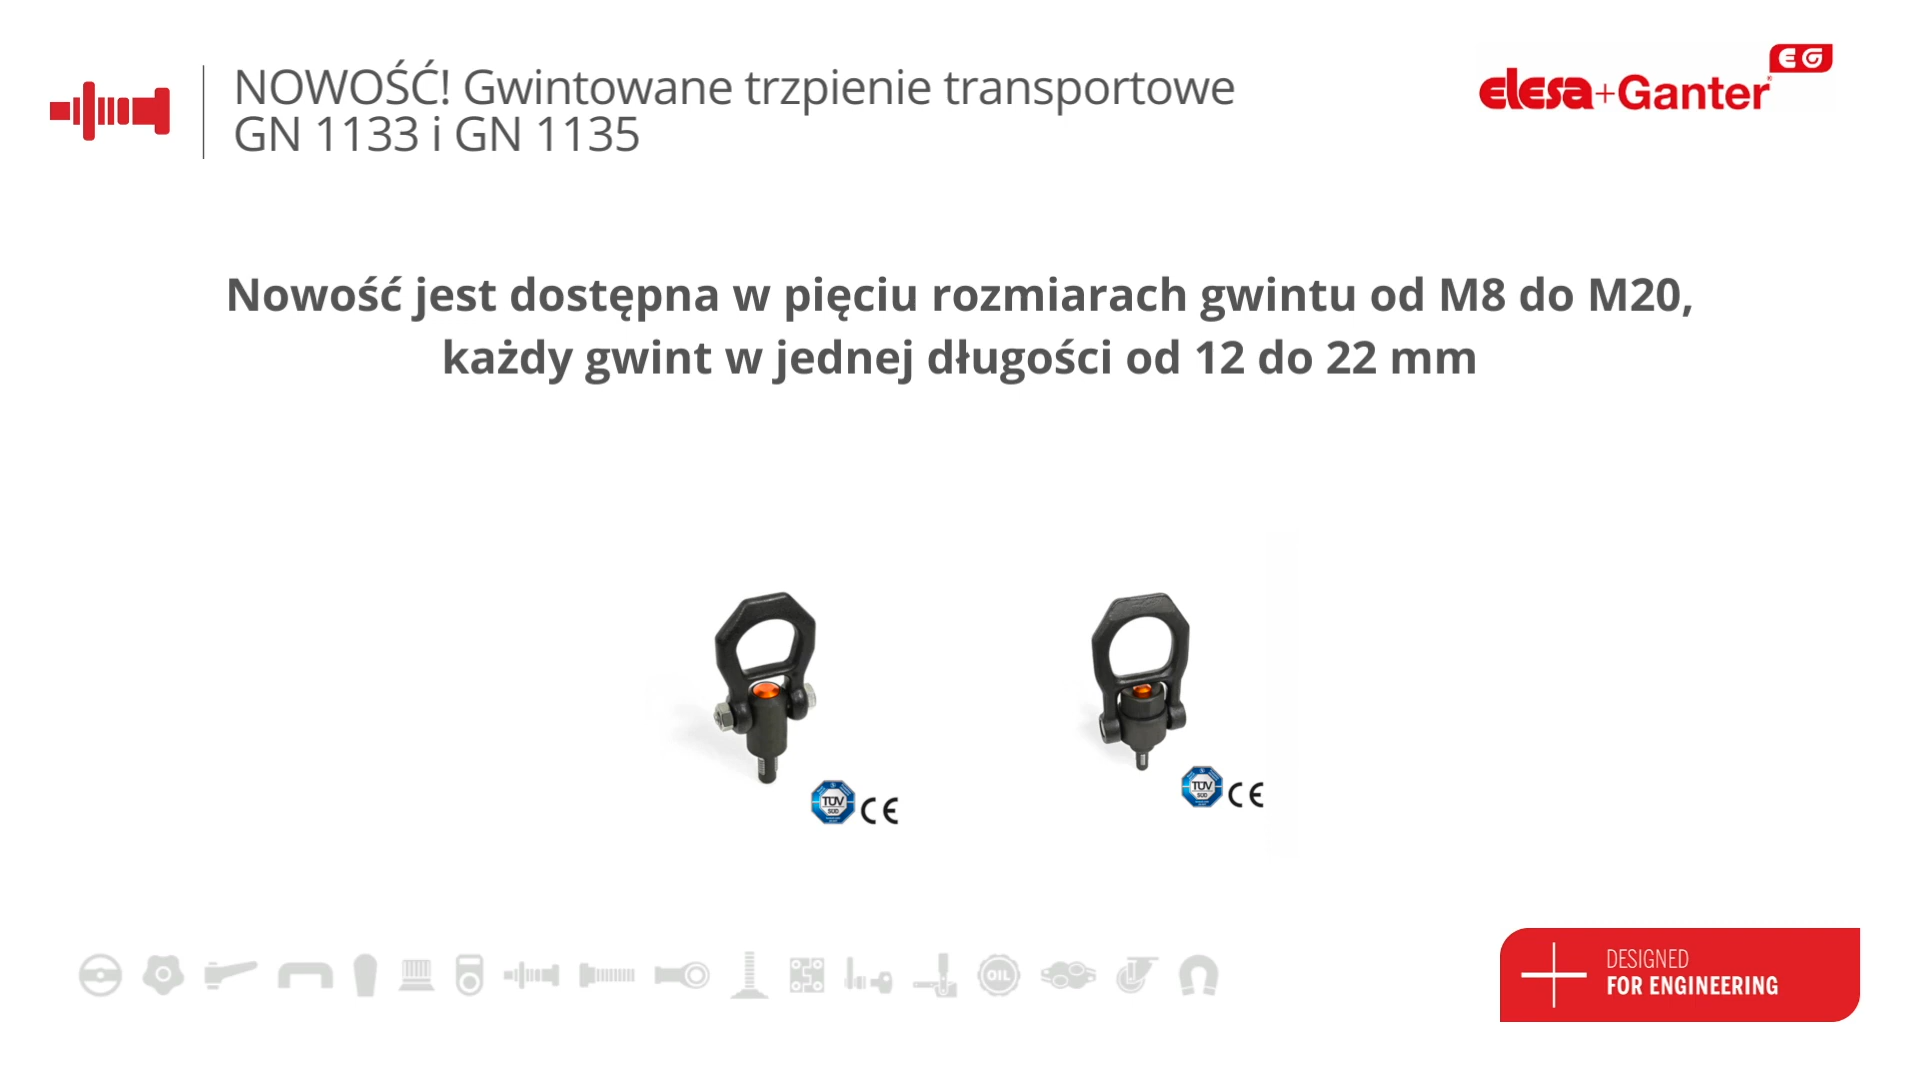 NOWOŚĆ! Gwintowane trzpienie transportowe
GN 1133 i GN 1135
elesa+Ganter
EG
Nowość jest dostępna w pięciu rozmiarach gwintu od M8 do M20,
każdy gwint w jednej długości od 12 do 22 mm
TÜV
SÜD
CE
TÜV
SÜD
CE
OIL
DESIGNED
FOR ENGINEERING